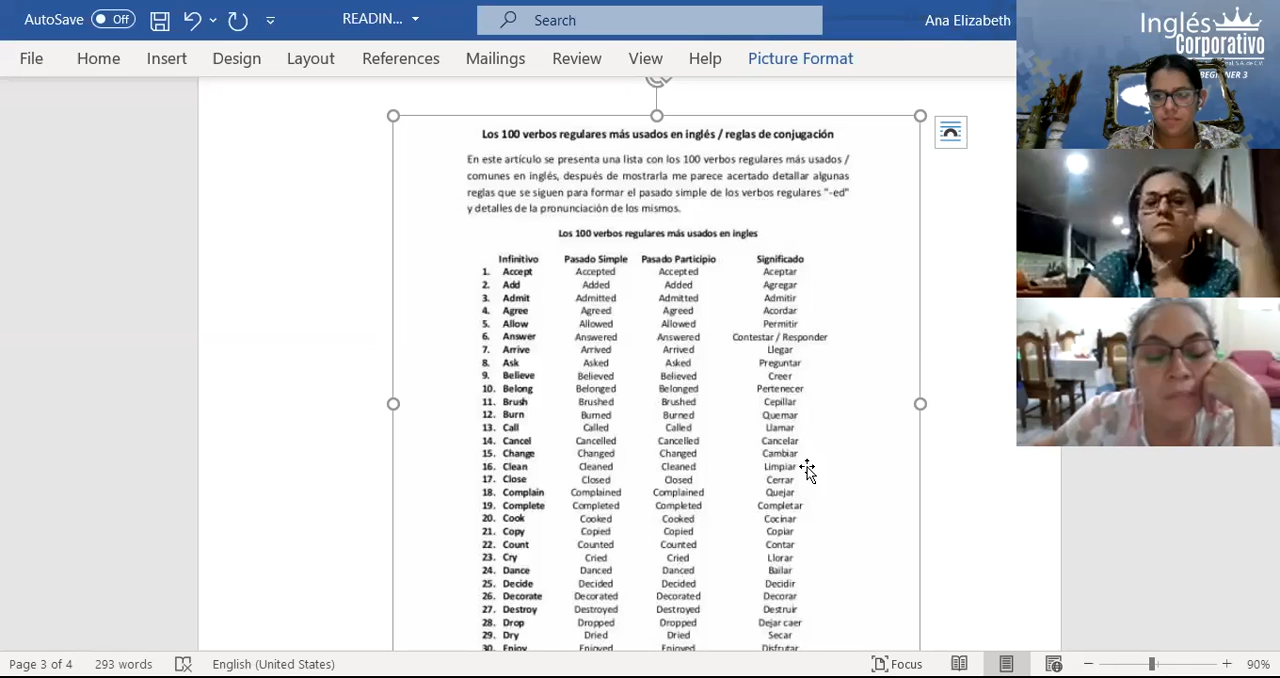 AutoSave Off READIN... Search Ana Elizabeth
File Home Insert Design Layout References Mailings Review View Help Picture Format
Inglés
Corporativo
BEGINNER 3
Los 100 verbos regulares más usados en inglés / reglas de conjugación
En este artículo se presenta una lista con los 100 verbos regulares más usados /
comunes en inglés, después de mostrarla me parece acertado detallar algunas
reglas que se siguen para formar el pasado simple de los verbos regulares "-ed"
y detalles de la pronunciación de los mismos.
Los 100 verbos regulares más usados en ingles
Infinitivo Pasado Simple Pasado Participio Significado
1. Accept Accepted Accepted Aceptar
2. Add Added Added Agregar
3. Admit Admitted Admitted Admitir
4. Agree Agreed Agreed Acordar
5. Allow Allowed Allowed Permitir
6. Answer Answered Answered Contestar / Responder
7. Arrive Arrived Arrived Llegar
8. Ask Asked Asked Preguntar
9. Believe Believed Believed Creer
10. Belong Belonged Belonged Pertenecer
11. Brush Brushed Brushed Cepillar
12. Burn Burned Burned Quemar
13. Call Called Called Llamar
14. Cancel Cancelled Cancelled Cancelar
15. Change Changed Changed Cambiar
16. Clean Cleaned Cleaned Limpiar
17. Close Closed Closed Cerrar
18. Complain Complained Complained Quejar
19. Complete Completed Completed Completar
20. Cook Cooked Cooked Cocinar
21. Copy Copied Copied Copiar
22. Count Counted Counted Contar
23. Cry Cried Cried Llorar
24. Dance Danced Danced Bailar
25. Decide Decided Decided Decidir
26. Decorate Decorated Decorated Decorar
27. Destroy Destroyed Destroyed Destruir
28. Drop Dropped Dropped Dejar caer
29. Dry Dried Dried Secar
30. Enjoy Enjoyed Enjoyed Disfrutar
Page 3 of 4 293 words English (United States) Focus 90%